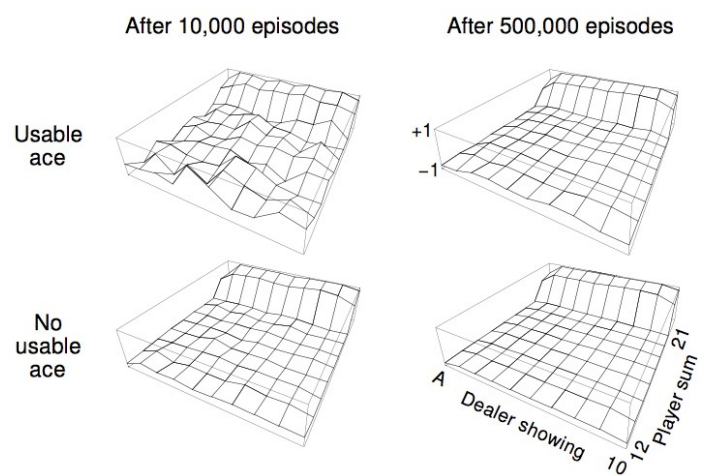 After 10,000 episodes
After 500,000 episodes
Usable
ace
+1
−1
No
usable
ace
A
Dealer showing
10
12
Player sum
21